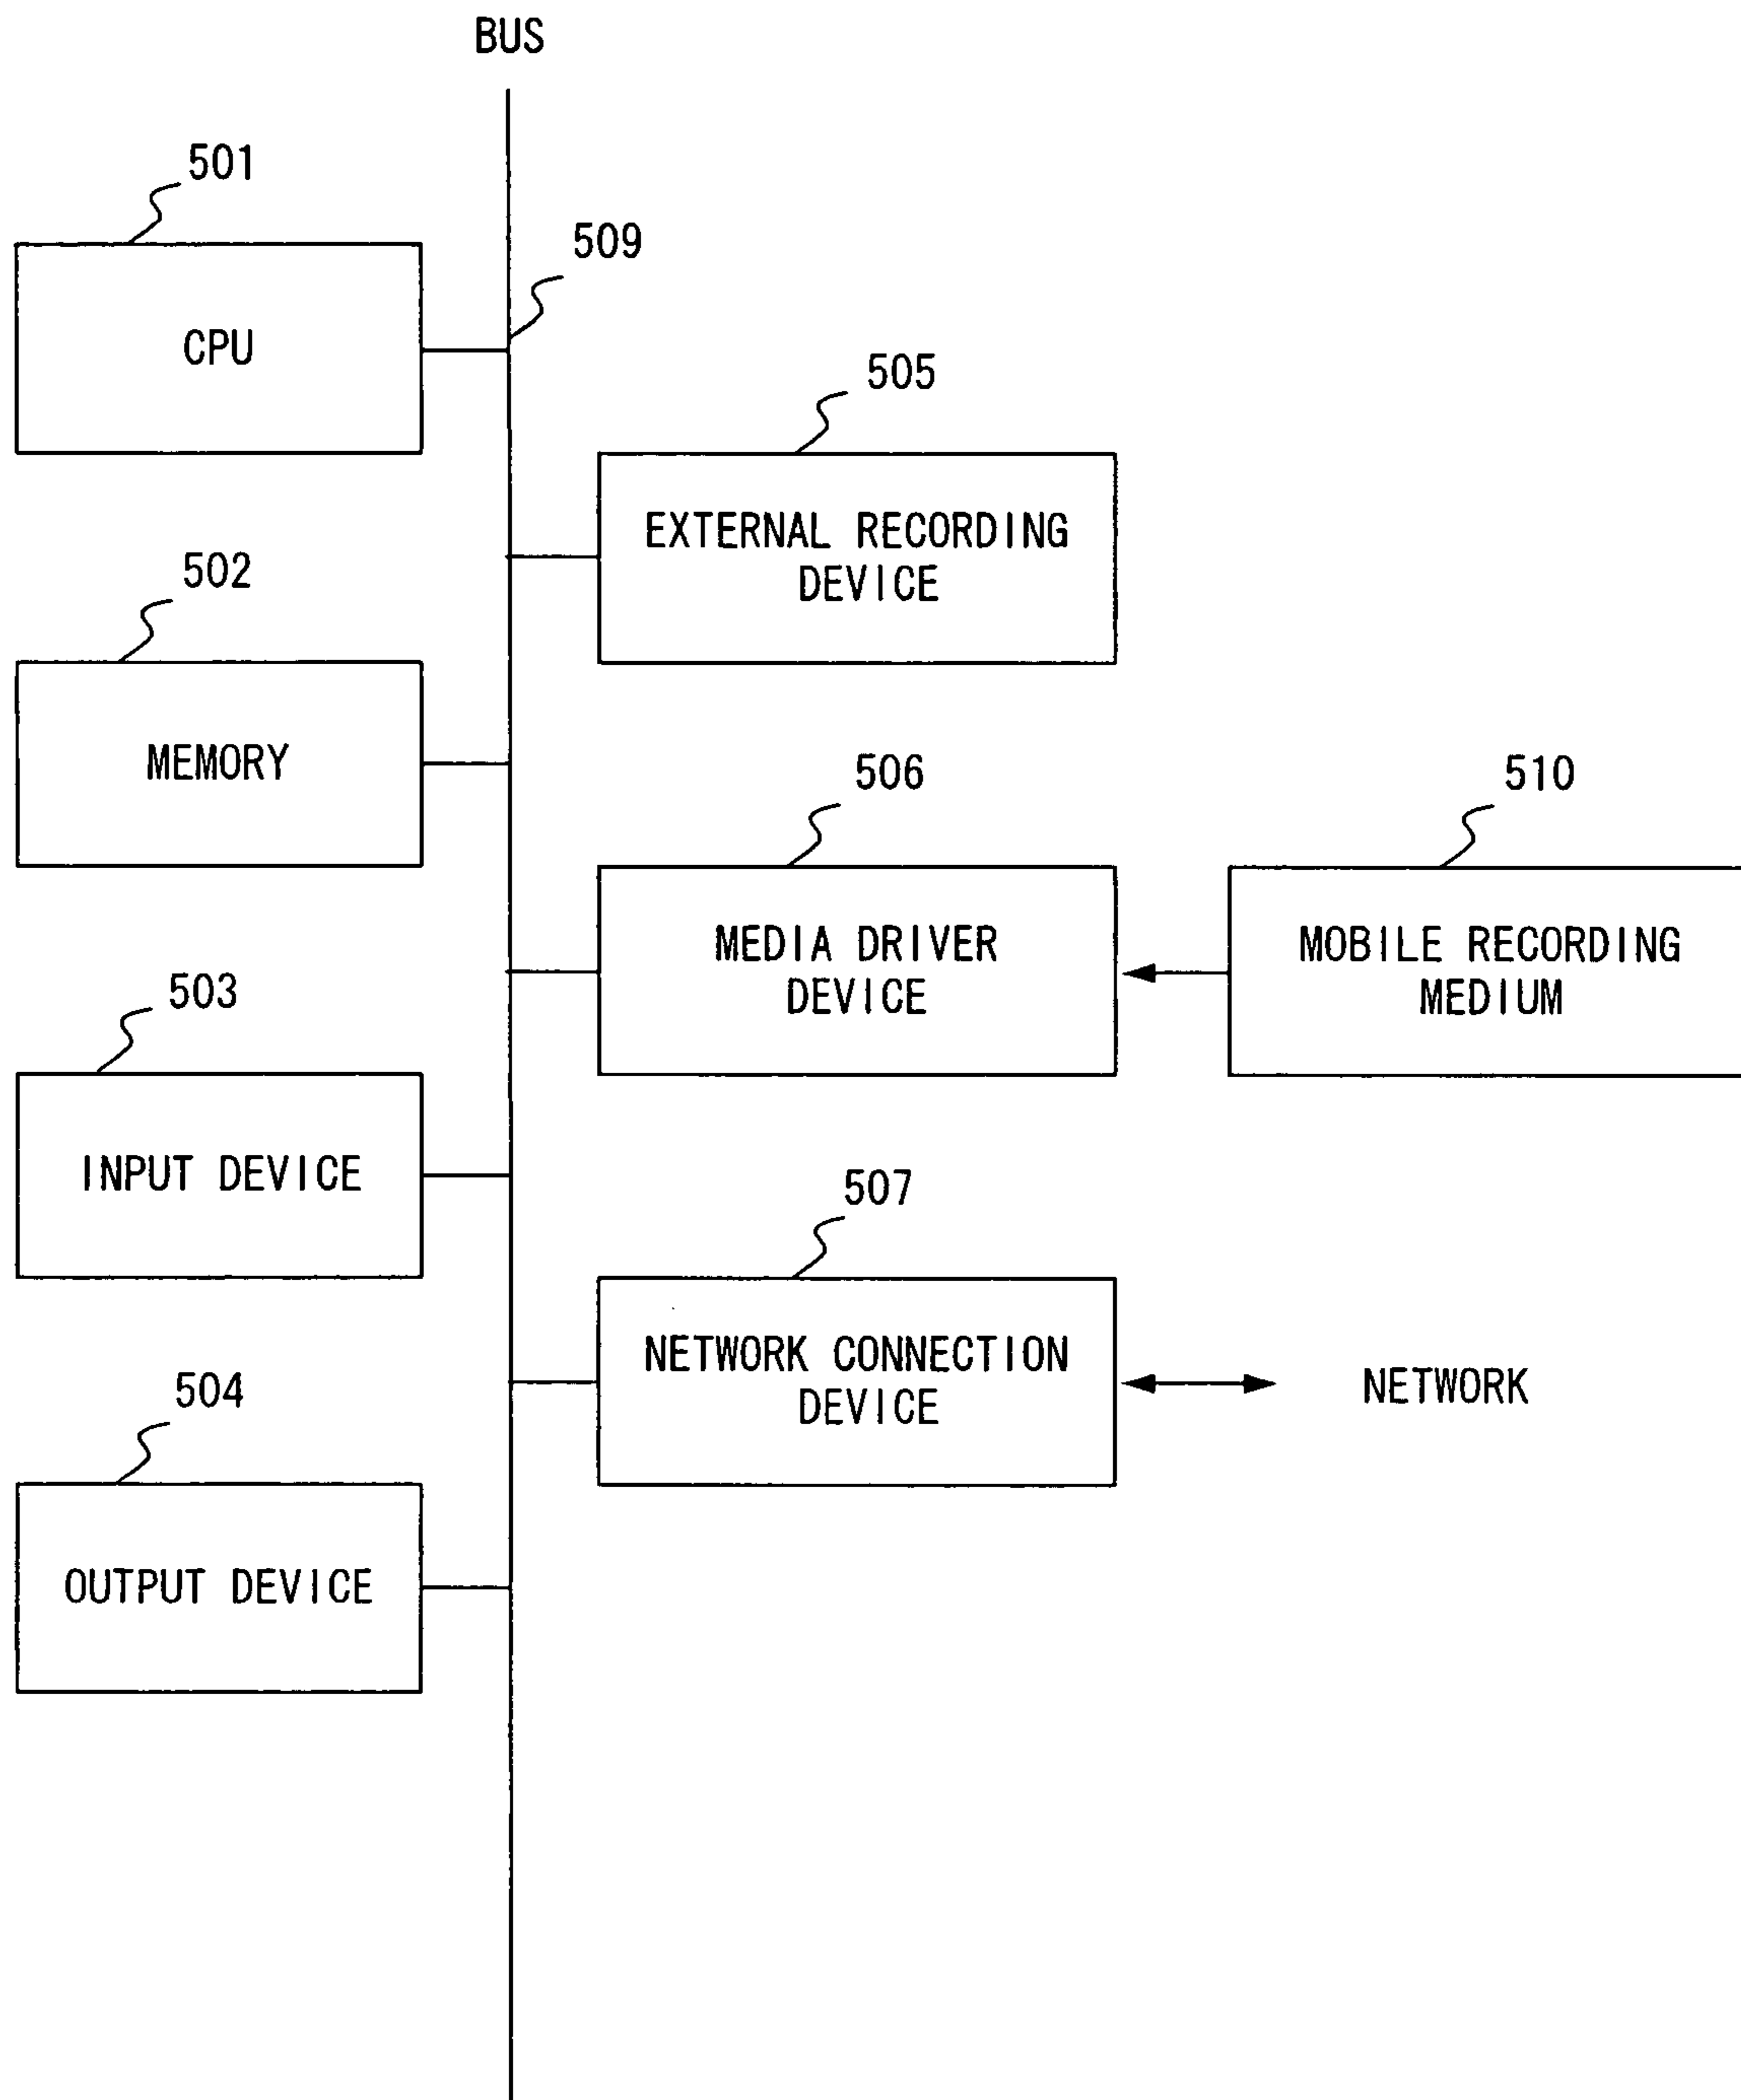 BUS
501
509
CPU
505
EXTERNAL RECORDING
DEVICE
502
MEMORY
506
510
MEDIA DRIVER
DEVICE
MOBILE RECORDING
MEDIUM
503
INPUT DEVICE
507
NETWORK CONNECTION
DEVICE
NETWORK
504
OUTPUT DEVICE